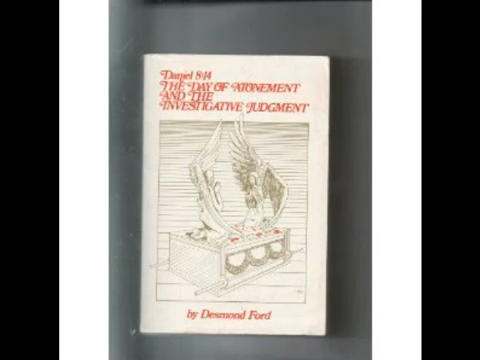 Daniel 8:14
THE DAY OF ATONEMENT
AND THE
INVESTIGATIVE JUDGMENT
by Desmond Ford